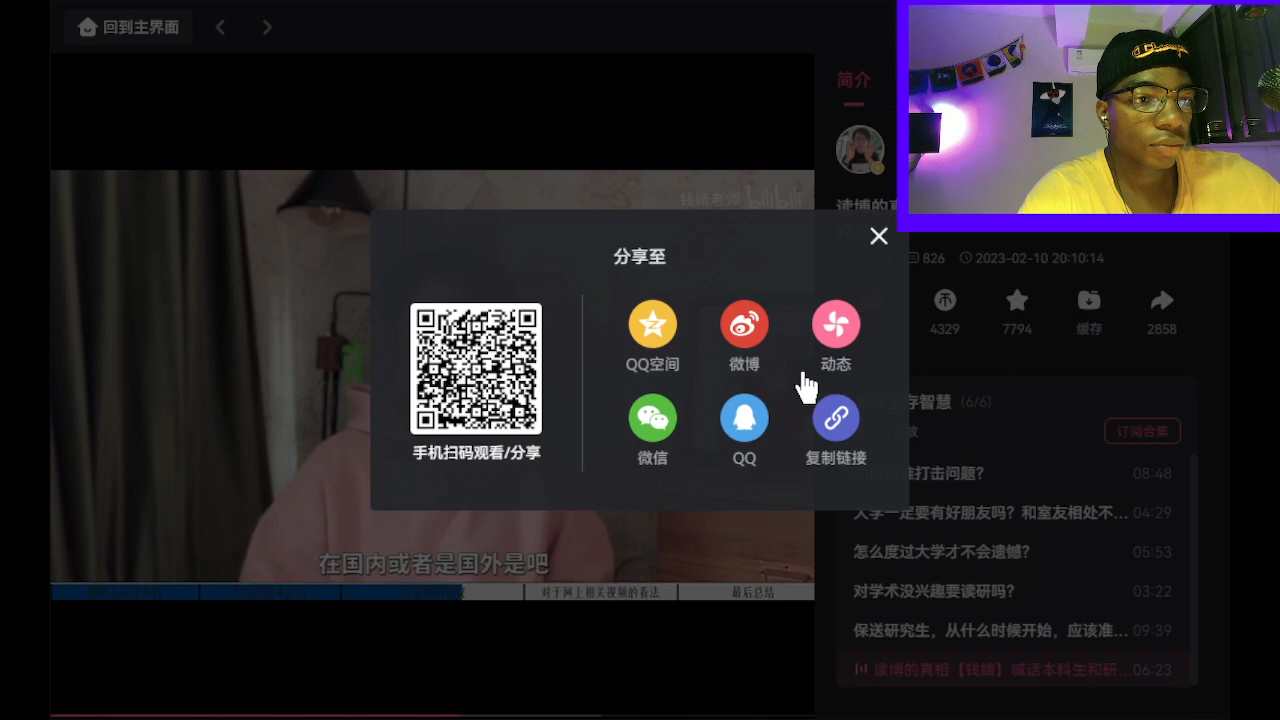 回到主界面
简介
钱婧老师 bilibili
读博的真
826
2023-02-10 20:10:14
4329
7794
缓存
2858
分享至
QQ空间
微博
动态
微信
QQ
复制链接
手机扫码观看/分享
存智慧 (6/6)
订阅合集
准打击问题?
08:48
大学一定要有好朋友吗?和室友相处不...
04:29
怎么度过大学才不会遗憾?
05:53
对学术没兴趣要读研吗?
03:22
保送研究生,从什么时候开始,应该准...
09:39
读博的真相【钱婧】喊话本科生和研...
06:23
在国内或者是国外是吧
对于网上相关视频的看法
最后总结
Champion